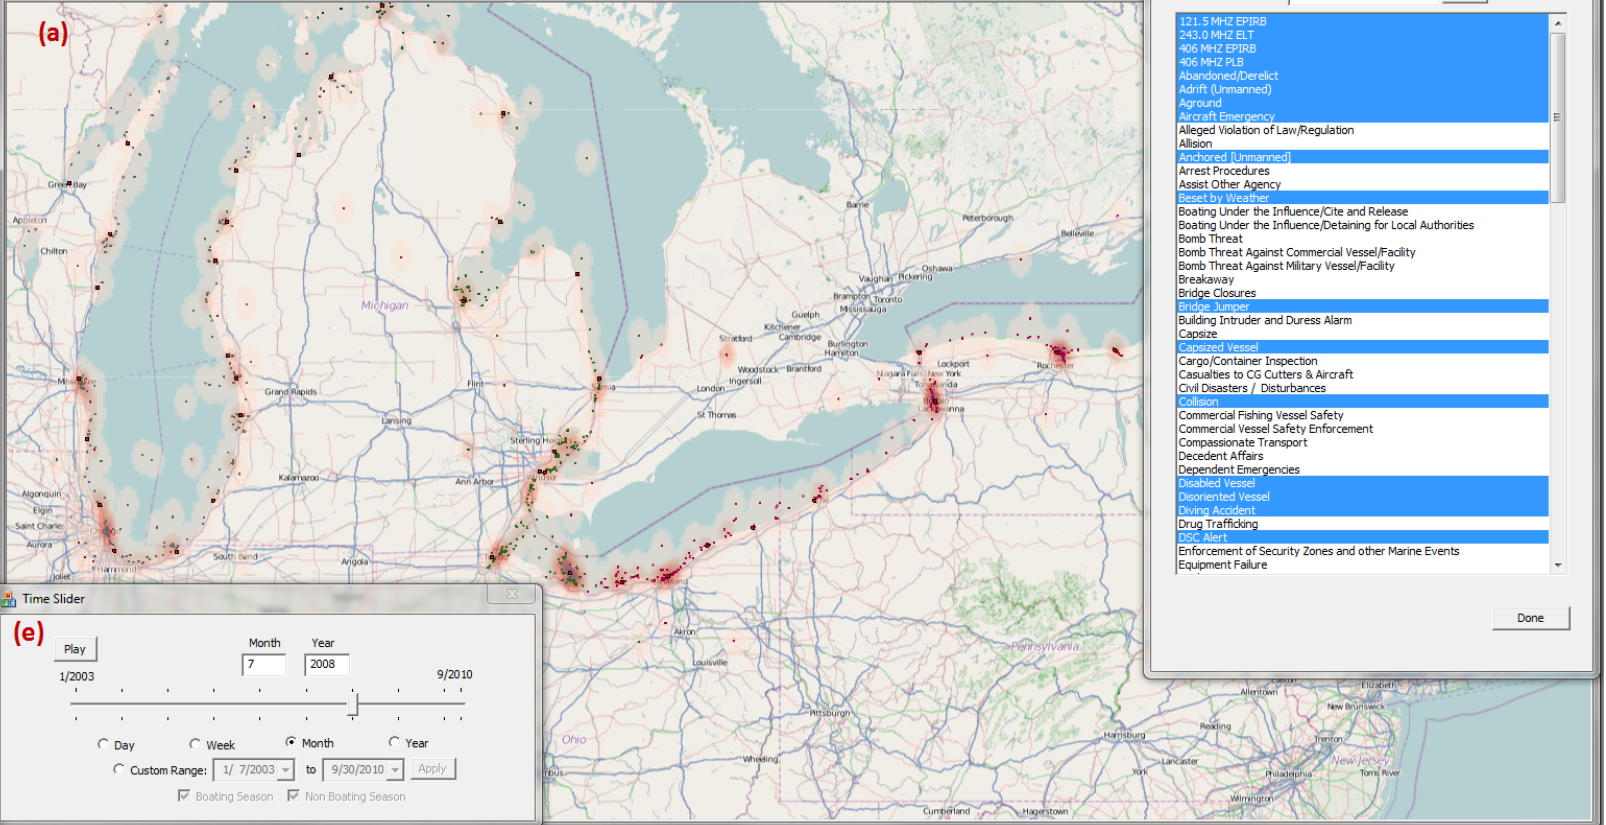 (a)
Green Bay
Appleton
Chilton
Michigan
Grand Rapids
Flint
Lansing
Kalamazoo
Ann Arbor
Sterling
Windsor
Algonquin
Elgin
Aurora
Joliet
Hammond
South Bend
Angola
Barrie
Peterborough
Belleville
Oshawa
Vaughan Pickering
Brampton Toronto
Mississauga
Guelph
Kitchener
Cambridge
Stratford
Burlington
Hamilton
Woodstock Brantford
Ingersoll
London
St Thomas
Lockport
Niagara Falls New York
Rochester
Akron
Louisville
Pittsburgh
Ohio
Wheeling
Pennsylvania
Allentown
Elizabeth
New Brunswick
Reading
Trenton
Harrisburg
New Jersey
Lancaster
York
Philadelphia
Toms River
Wilmington
Cumberland
Hagerstown
121.5 MHZ EPIRB
243.0 MHZ ELT
406 MHZ EPIRB
406 MHZ PLB
Abandoned/Derelict
Adrift (Unmanned)
Aground
Aircraft Emergency
Alleged Violation of Law/Regulation
Allision
Anchored [Unmanned]
Arrest Procedures
Assist Other Agency
Beset by Weather
Boating Under the Influence/Cite and Release
Boating Under the Influence/Detaining for Local Authorities
Bomb Threat
Bomb Threat Against Commercial Vessel/Facility
Bomb Threat Against Military Vessel/Facility
Breakaway
Bridge Closures
Bridge Jumper
Building Intruder and Duress Alarm
Capsize
Capsized Vessel
Cargo/Container Inspection
Casualties to CG Cutters & Aircraft
Civil Disasters / Disturbances
Collision
Commercial Fishing Vessel Safety
Commercial Vessel Safety Enforcement
Compassionate Transport
Decedent Affairs
Dependent Emergencies
Disabled Vessel
Disoriented Vessel
Diving Accident
Drug Trafficking
DSC Alert
Enforcement of Security Zones and other Marine Events
Equipment Failure
Done
Time Slider
(e)
Play
Month Year
7 2008
1/2003 9/2010
Day Week Month Year
Custom Range: 1/ 7/2003 to 9/30/2010 Apply
Boating Season Non Boating Season